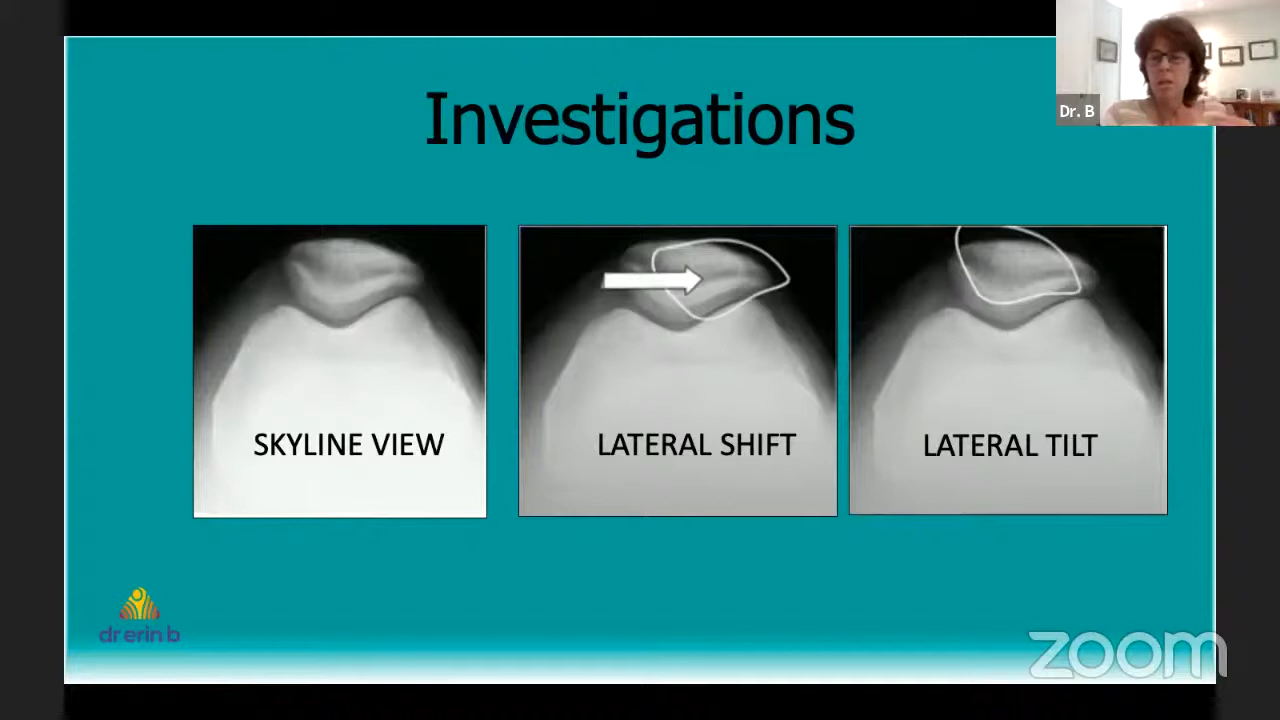 Investigations
Dr. B
SKYLINE VIEW
LATERAL SHIFT
LATERAL TILT
dr erin b
zoom